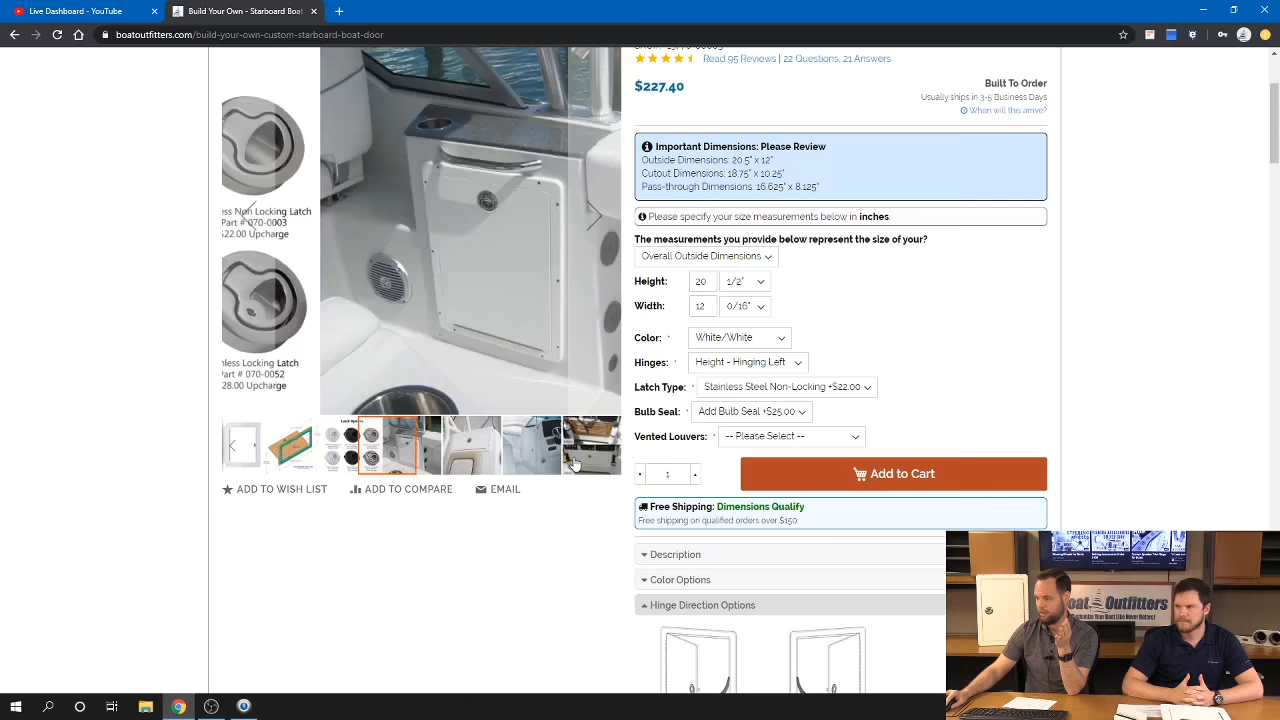 Live Dashboard - YouTube
Build Your Own Custom Starboard Boat
boatoutfitters.com/build-your-own-custom-starboard-boat-door
Read 95 Reviews | 22 Questions, 21 Answers
$227.40
Built To Order
Usually ships in 3-5 Business Days
When will this arrive?
Important Dimensions: Please Review
Outside Dimensions: 20.5" x 12"
Cutout Dimensions: 18.75" x 10.25"
Pass-through Dimensions: 16.625" x 8.125"
Please specify your size measurements below in inches.
The measurements you provide below represent the size of your?
Overall Outside Dimensions
Height: 20 1/2"
Width: 12 0/16"
Color: * White/White
Hinges: * Height - Hinging Left
Latch Type: * Stainless Steel Non-Locking +$22.00
Bulb Seal: * Add Bulb Seal +$25.00
Vented Louvers: * -- Please Select --
1
Add to Cart
Free Shipping: Dimensions Qualify
Free shipping on qualified orders over $150.
Description
Color Options
Hinge Direction Options
ess Non Locking Latch
Part # 070-0003
$22.00 Upcharge
nless Locking Latch
Part # 070-0052
28.00 Upcharge
ADD TO WISH LIST
ADD TO COMPARE
EMAIL
Boat Outfitters
Customize Your Boat Like Never Before!